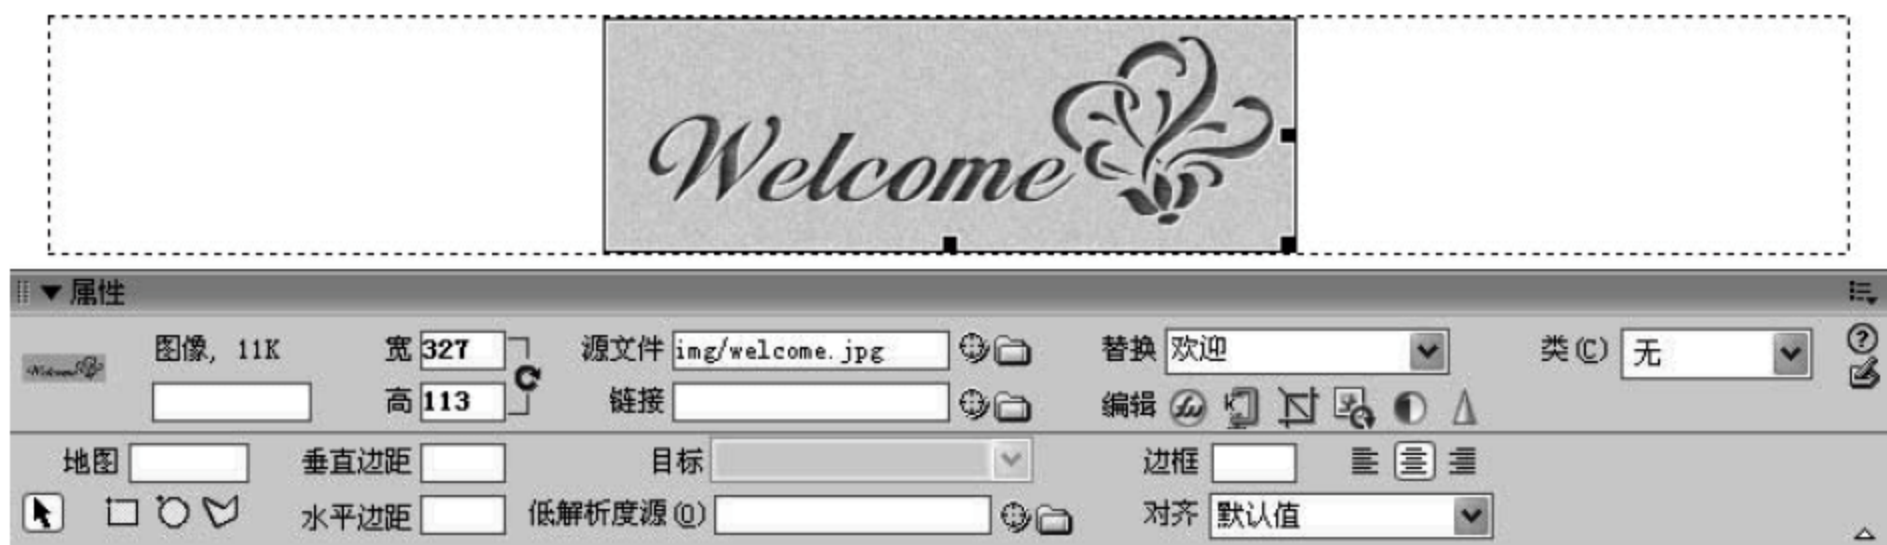 Welcome
属性
图像, 11K 宽 327 源文件 img/welcome.jpg 替换 欢迎 类(C) 无
高 113 链接 编辑
地图 垂直边距 目标 边框
水平边距 低解析度源(O) 对齐 默认值